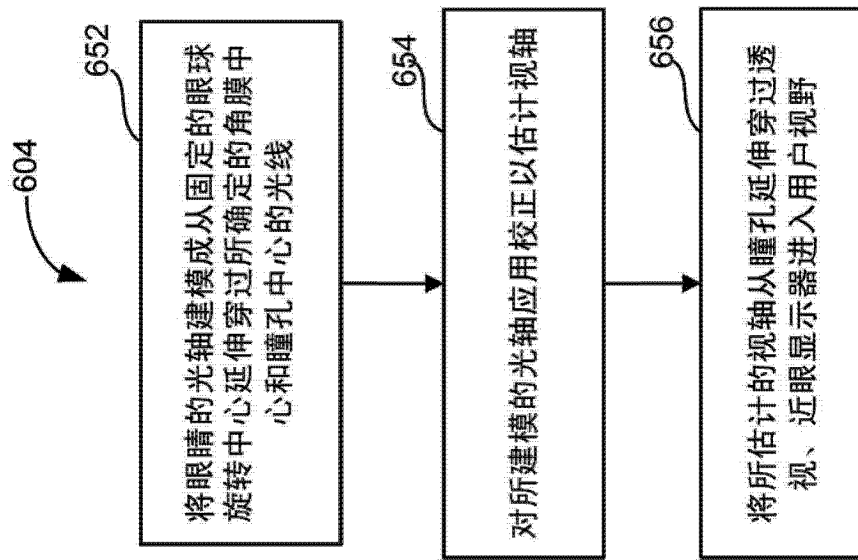 604
652
将眼睛的光轴建模成从固定的眼球
旋转中心延伸穿过所确定的角膜中
心和瞳孔中心的光线
654
对所建模的光轴应用校正以估计视轴
656
将所估计的视轴从瞳孔延伸穿过透
视、近眼显示器进入用户视野